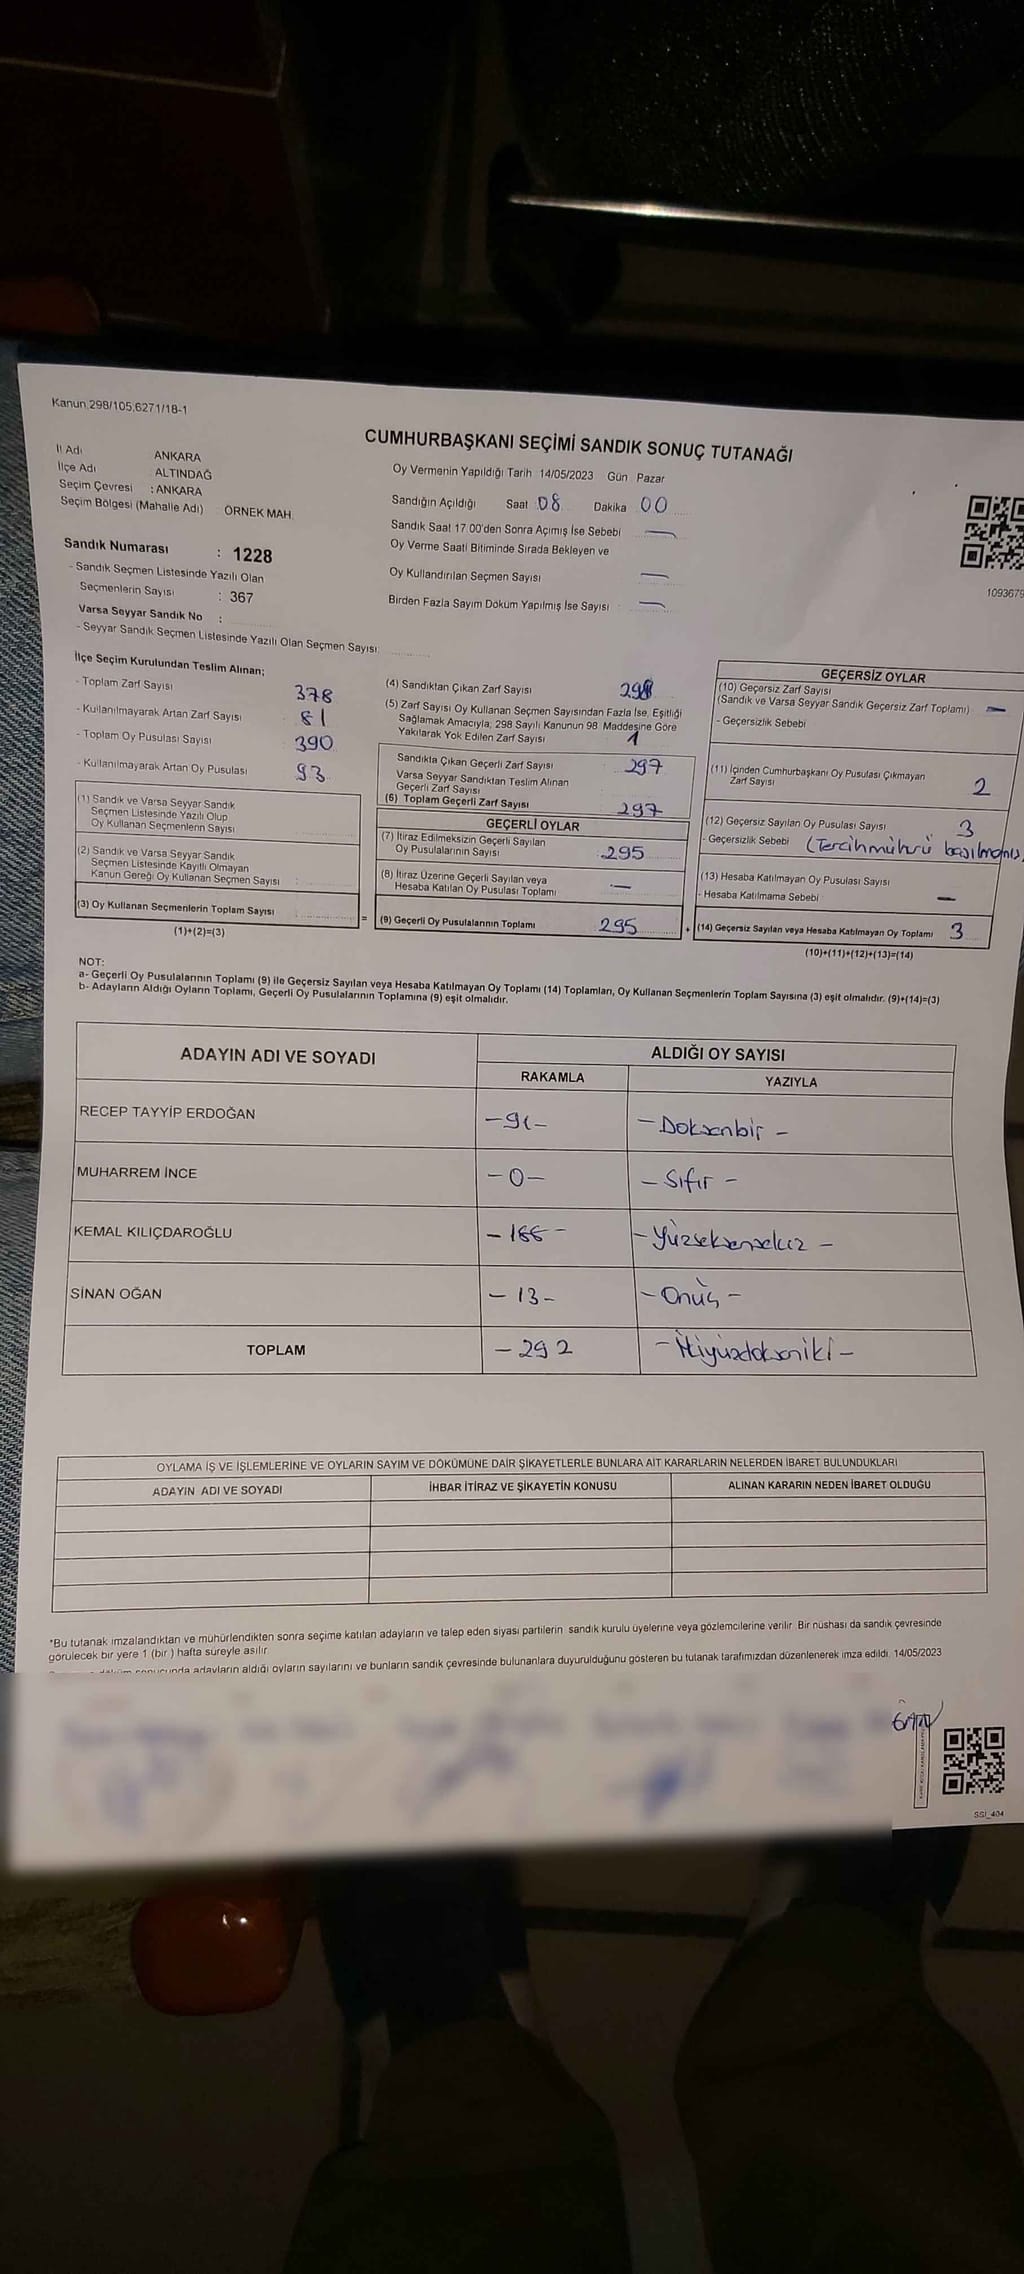 Kanun 298/105,6271/18-1
CUMHURBAŞKANI SEÇİMİ SANDIK SONUÇ TUTANAĞI
İl Adı ANKARA
İlçe Adı ALTINDAĞ
Seçim Çevresi : ANKARA
Seçim Bölgesi (Mahalle Adı) ÖRNEK MAH.
Oy Vermenin Yapıldığı Tarih 14/05/2023 Gün Pazar
Sandığın Açıldığı Saat 08 Dakika 00
Sandık Saat 17.00'den Sonra Açılmış İse Sebebi —
Oy Verme Saati Bitiminde Sırada Bekleyen ve
Oy Kullandırılan Seçmen Sayısı —
Birden Fazla Sayım Döküm Yapılmış İse Sayısı : —
1093679
Sandık Numarası : 1228
- Sandık Seçmen Listesinde Yazılı Olan
Seçmenlerin Sayısı : 367
Varsa Seyyar Sandık No :
- Seyyar Sandık Seçmen Listesinde Yazılı Olan Seçmen Sayısı:
İlçe Seçim Kurulundan Teslim Alınan;
- Toplam Zarf Sayısı 378
- Kullanılmayarak Artan Zarf Sayısı 81
- Toplam Oy Pusulası Sayısı 390
- Kullanılmayarak Artan Oy Pusulası 93
(1) Sandık ve Varsa Seyyar Sandık
Seçmen Listesinde Yazılı Olup
Oy Kullanan Seçmenlerin Sayısı
(2) Sandık ve Varsa Seyyar Sandık
Seçmen Listesinde Kayıtlı Olmayan
Kanun Gereği Oy Kullanan Seçmen Sayısı :
(3) Oy Kullanan Seçmenlerin Toplam Sayısı :
(1)+(2)=(3)
(4) Sandıktan Çıkan Zarf Sayısı 298
(5) Zarf Sayısı Oy Kullanan Seçmen Sayısından Fazla İse, Eşitliği
Sağlamak Amacıyla, 298 Sayılı Kanunun 98. Maddesine Göre
Yakılarak Yok Edilen Zarf Sayısı 1
Sandıkta Çıkan Geçerli Zarf Sayısı 297
Varsa Seyyar Sandıktan Teslim Alınan
Geçerli Zarf Sayısı
(6) Toplam Geçerli Zarf Sayısı 297
GEÇERLİ OYLAR
(7) İtiraz Edilmeksizin Geçerli Sayılan
Oy Pusulalarının Sayısı 295
(8) İtiraz Üzerine Geçerli Sayılan veya
Hesaba Katılan Oy Pusulası Toplamı —
= (9) Geçerli Oy Pusulalarının Toplamı 295
GEÇERSİZ OYLAR
(10) Geçersiz Zarf Sayısı
(Sandık ve Varsa Seyyar Sandık Geçersiz Zarf Toplamı) —
- Geçersizlik Sebebi
(11) İçinden Cumhurbaşkanı Oy Pusulası Çıkmayan
Zarf Sayısı 2
(12) Geçersiz Sayılan Oy Pusulası Sayısı 3
- Geçersizlik Sebebi (Tercih mührü basılmamış)
(13) Hesaba Katılmayan Oy Pusulası Sayısı
- Hesaba Katılmama Sebebi —
+ (14) Geçersiz Sayılan veya Hesaba Katılmayan Oy Toplamı 3
(10)+(11)+(12)+(13)=(14)
NOT:
a- Geçerli Oy Pusulalarının Toplamı (9) ile Geçersiz Sayılan veya Hesaba Katılmayan Oy Toplamı (14) Toplamları, Oy Kullanan Seçmenlerin Toplam Sayısına (3) eşit olmalıdır. (9)+(14)=(3)
b- Adayların Aldığı Oyların Toplamı, Geçerli Oy Pusulalarının Toplamına (9) eşit olmalıdır.
ADAYIN ADI VE SOYADI ALDIĞI OY SAYISI
RAKAMLA YAZIYLA
RECEP TAYYİP ERDOĞAN -91- -Doksanbir-
MUHARREM İNCE -0- -Sıfır-
KEMAL KILIÇDAROĞLU -188- -Yüzseksensekiz-
SİNAN OĞAN -13- -Onüç-
TOPLAM -292 -İkiyüzdoksaniki-
OYLAMA İŞ VE İŞLEMLERİNE VE OYLARIN SAYIM VE DÖKÜMÜNE DAİR ŞİKAYETLERLE BUNLARA AİT KARARLARIN NELERDEN İBARET BULUNDUKLARI
ADAYIN ADI VE SOYADI İHBAR İTİRAZ VE ŞİKAYETİN KONUSU ALINAN KARARIN NEDEN İBARET OLDUĞU
*Bu tutanak imzalandıktan ve mühürlendikten sonra seçime katılan adayların ve talep eden siyasi partilerin sandık kurulu üyelerine veya gözlemcilerine verilir. Bir nüshası da sandık çevresinde
görülecek bir yere 1 (bir) hafta süreyle asılır.
adayların aldığı oyların sayılarını ve bunların sandık çevresinde bulunanlara duyurulduğunu gösteren bu tutanak tarafımızdan düzenlenerek imza edildi. 14/05/2023
SSI_404